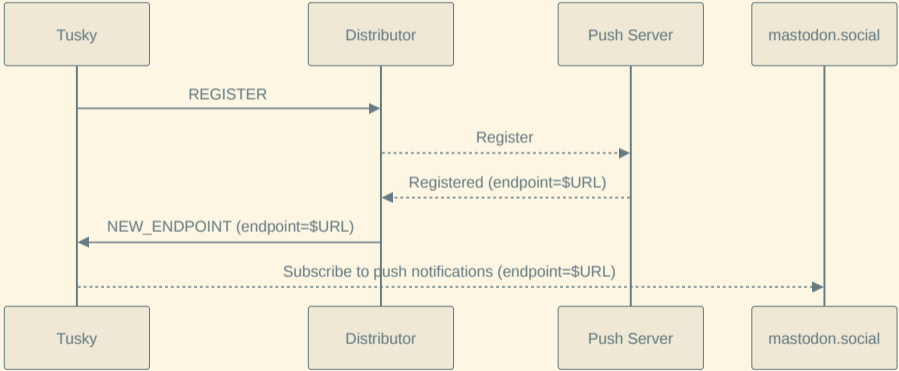 Tusky
Distributor
Push Server
mastodon.social
REGISTER
Register
Registered (endpoint=$URL)
NEW_ENDPOINT (endpoint=$URL)
Subscribe to push notifications (endpoint=$URL)
Tusky
Distributor
Push Server
mastodon.social